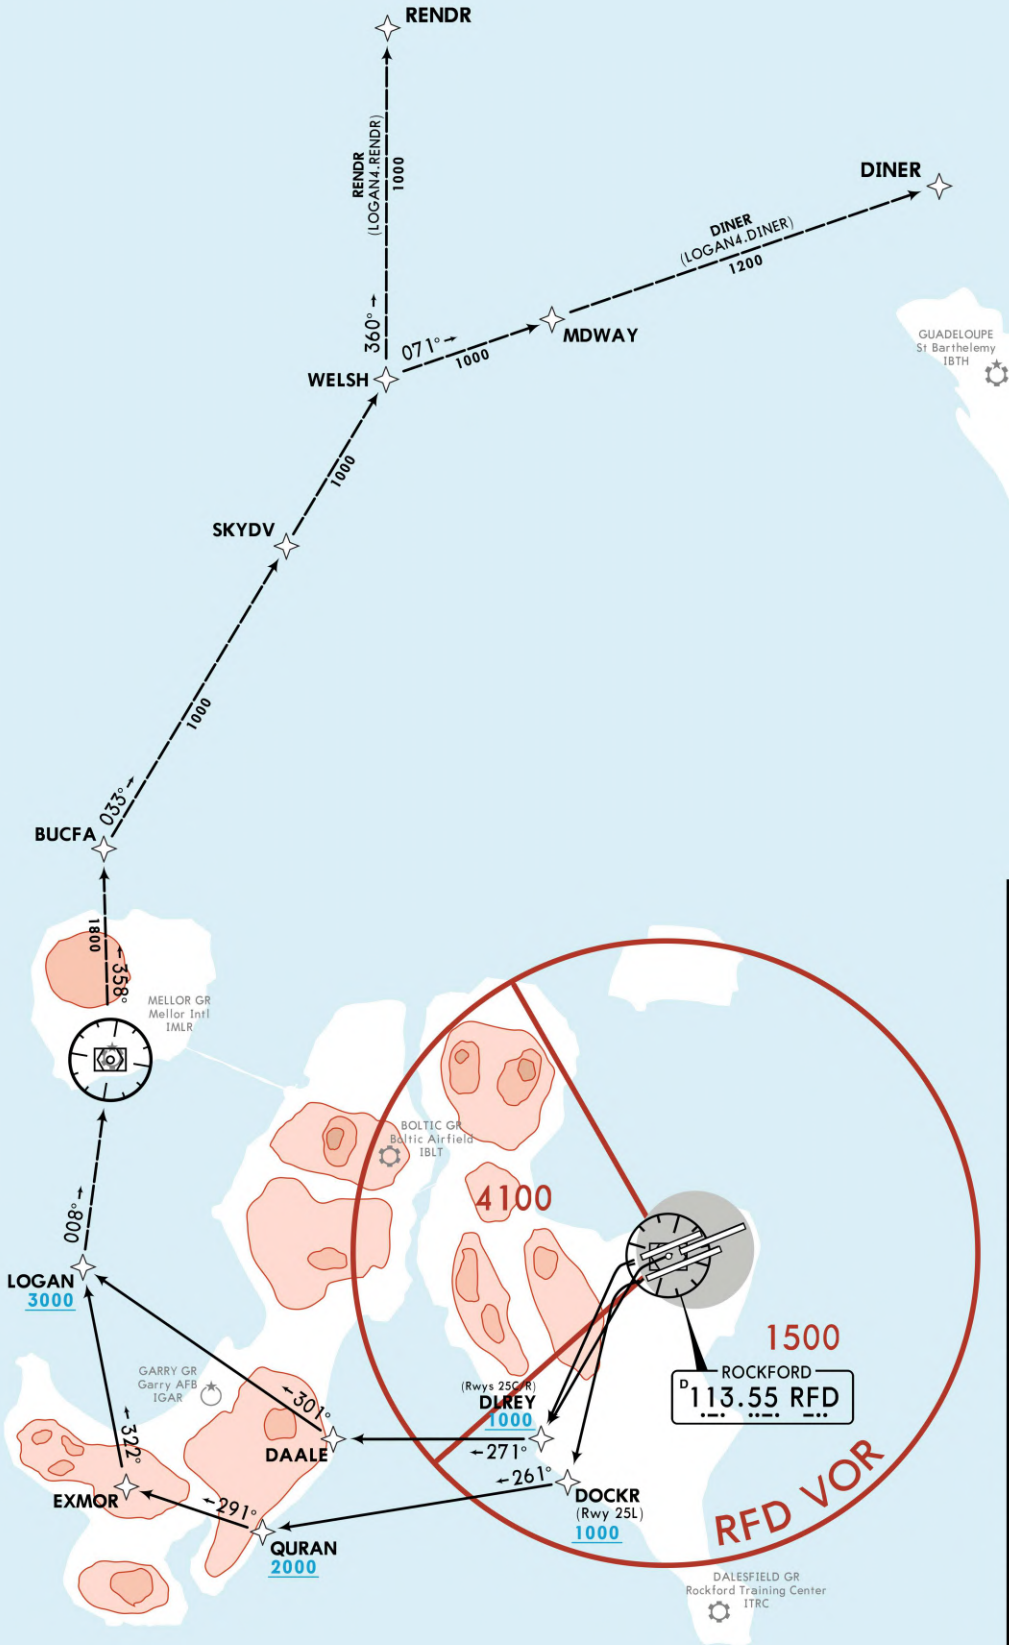 RENDR
RENDR
(LOGAN4.RENDR)
1000
360°
DINER
DINER
(LOGAN4.DINER)
1200
MDWAY
071°
1000
WELSH
GUADELOUPE
St Barthelemy
IBTH
1000
SKYDV
1000
033°
BUCFA
1800
358°
MELLOR GR
Mellor Intl
IMLR
BOLTIC GR
Boltic Airfield
IBLT
4100
008°
LOGAN
3000
1500
ROCKFORD
D
113.55 RFD
GARRY GR
Garry AFB
IGAR
(Rwys 25C/R)
DLREY
1000
301°
DAALE
271°
322°
261°
EXMOR
291°
DOCKR
(Rwy 25L)
1000
RFD VOR
QURAN
2000
DALESFIELD GR
Rockford Training Center
ITRC